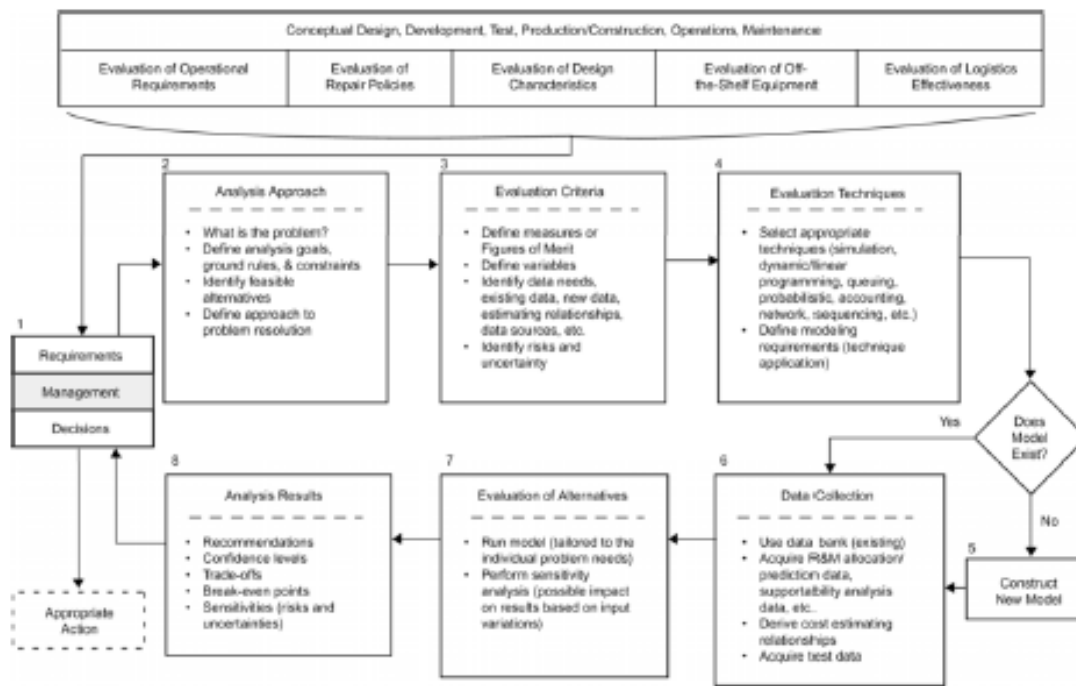 Conceptual Design, Development, Test, Production/Construction, Operations, Maintenance
Evaluation of Operational
Requirements
Evaluation of
Repair Policies
Evaluation of Design
Characteristics
Evaluation of Off-
the-Shelf Equipment
Evaluation of Logistics
Effectiveness
2
Analysis Approach
• What is the problem?
• Define analysis goals,
ground rules, & constraints
• Identify feasible
alternatives
• Define approach to
problem resolution
3
Evaluation Criteria
• Define measures or
Figures of Merit
• Define variables
• Identify data needs,
existing data, new data,
estimating relationships,
data sources, etc.
• Identify risks and
uncertainty
4
Evaluation Techniques
• Select appropriate
techniques (simulation,
dynamic/linear
programming, queuing,
probabilistic, accounting,
network, sequencing, etc.)
• Define modeling
requirements (technique
application)
1
Requirements
Management
Decisions
Does
Model
Exist?
Yes
No
5
Construct
New Model
6
Data Collection
• Use data bank (existing)
• Acquire R&M allocation/
prediction data,
supportability analysis
data, etc..
• Derive cost estimating
relationships
• Acquire test data
7
Evaluation of Alternatives
• Run model (tailored to the
individual problem needs)
• Perform sensitivity
analysis (possible impact
on results based on input
variations)
8
Analysis Results
• Recommendations
• Confidence levels
• Trade-offs
• Break-even points
• Sensitivities (risks and
uncertainties)
Appropriate
Action